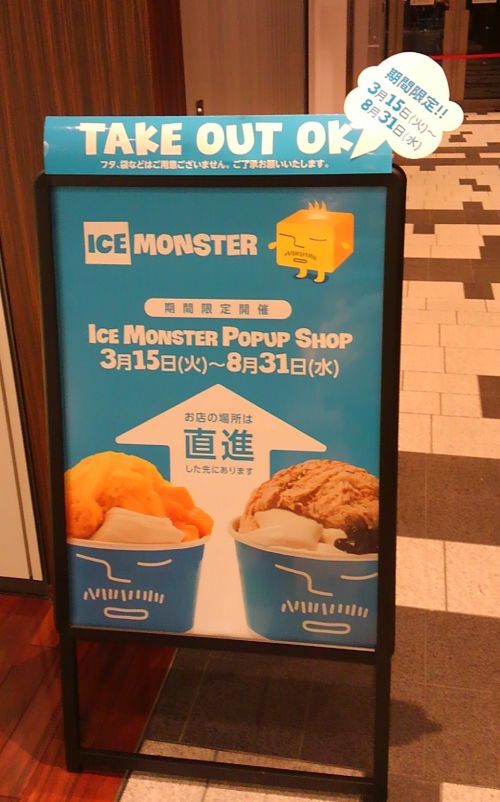 期間限定!!
3月15日(火)～
8月31日(水)
TAKE OUT OK
フタ、袋などはご用意ございません。ご了承お願いいたします。
ICE MONSTER
期間限定開催
ICE MONSTER POPUP SHOP
3月15日(火)～8月31日(水)
お店の場所は
直進
した先にあります